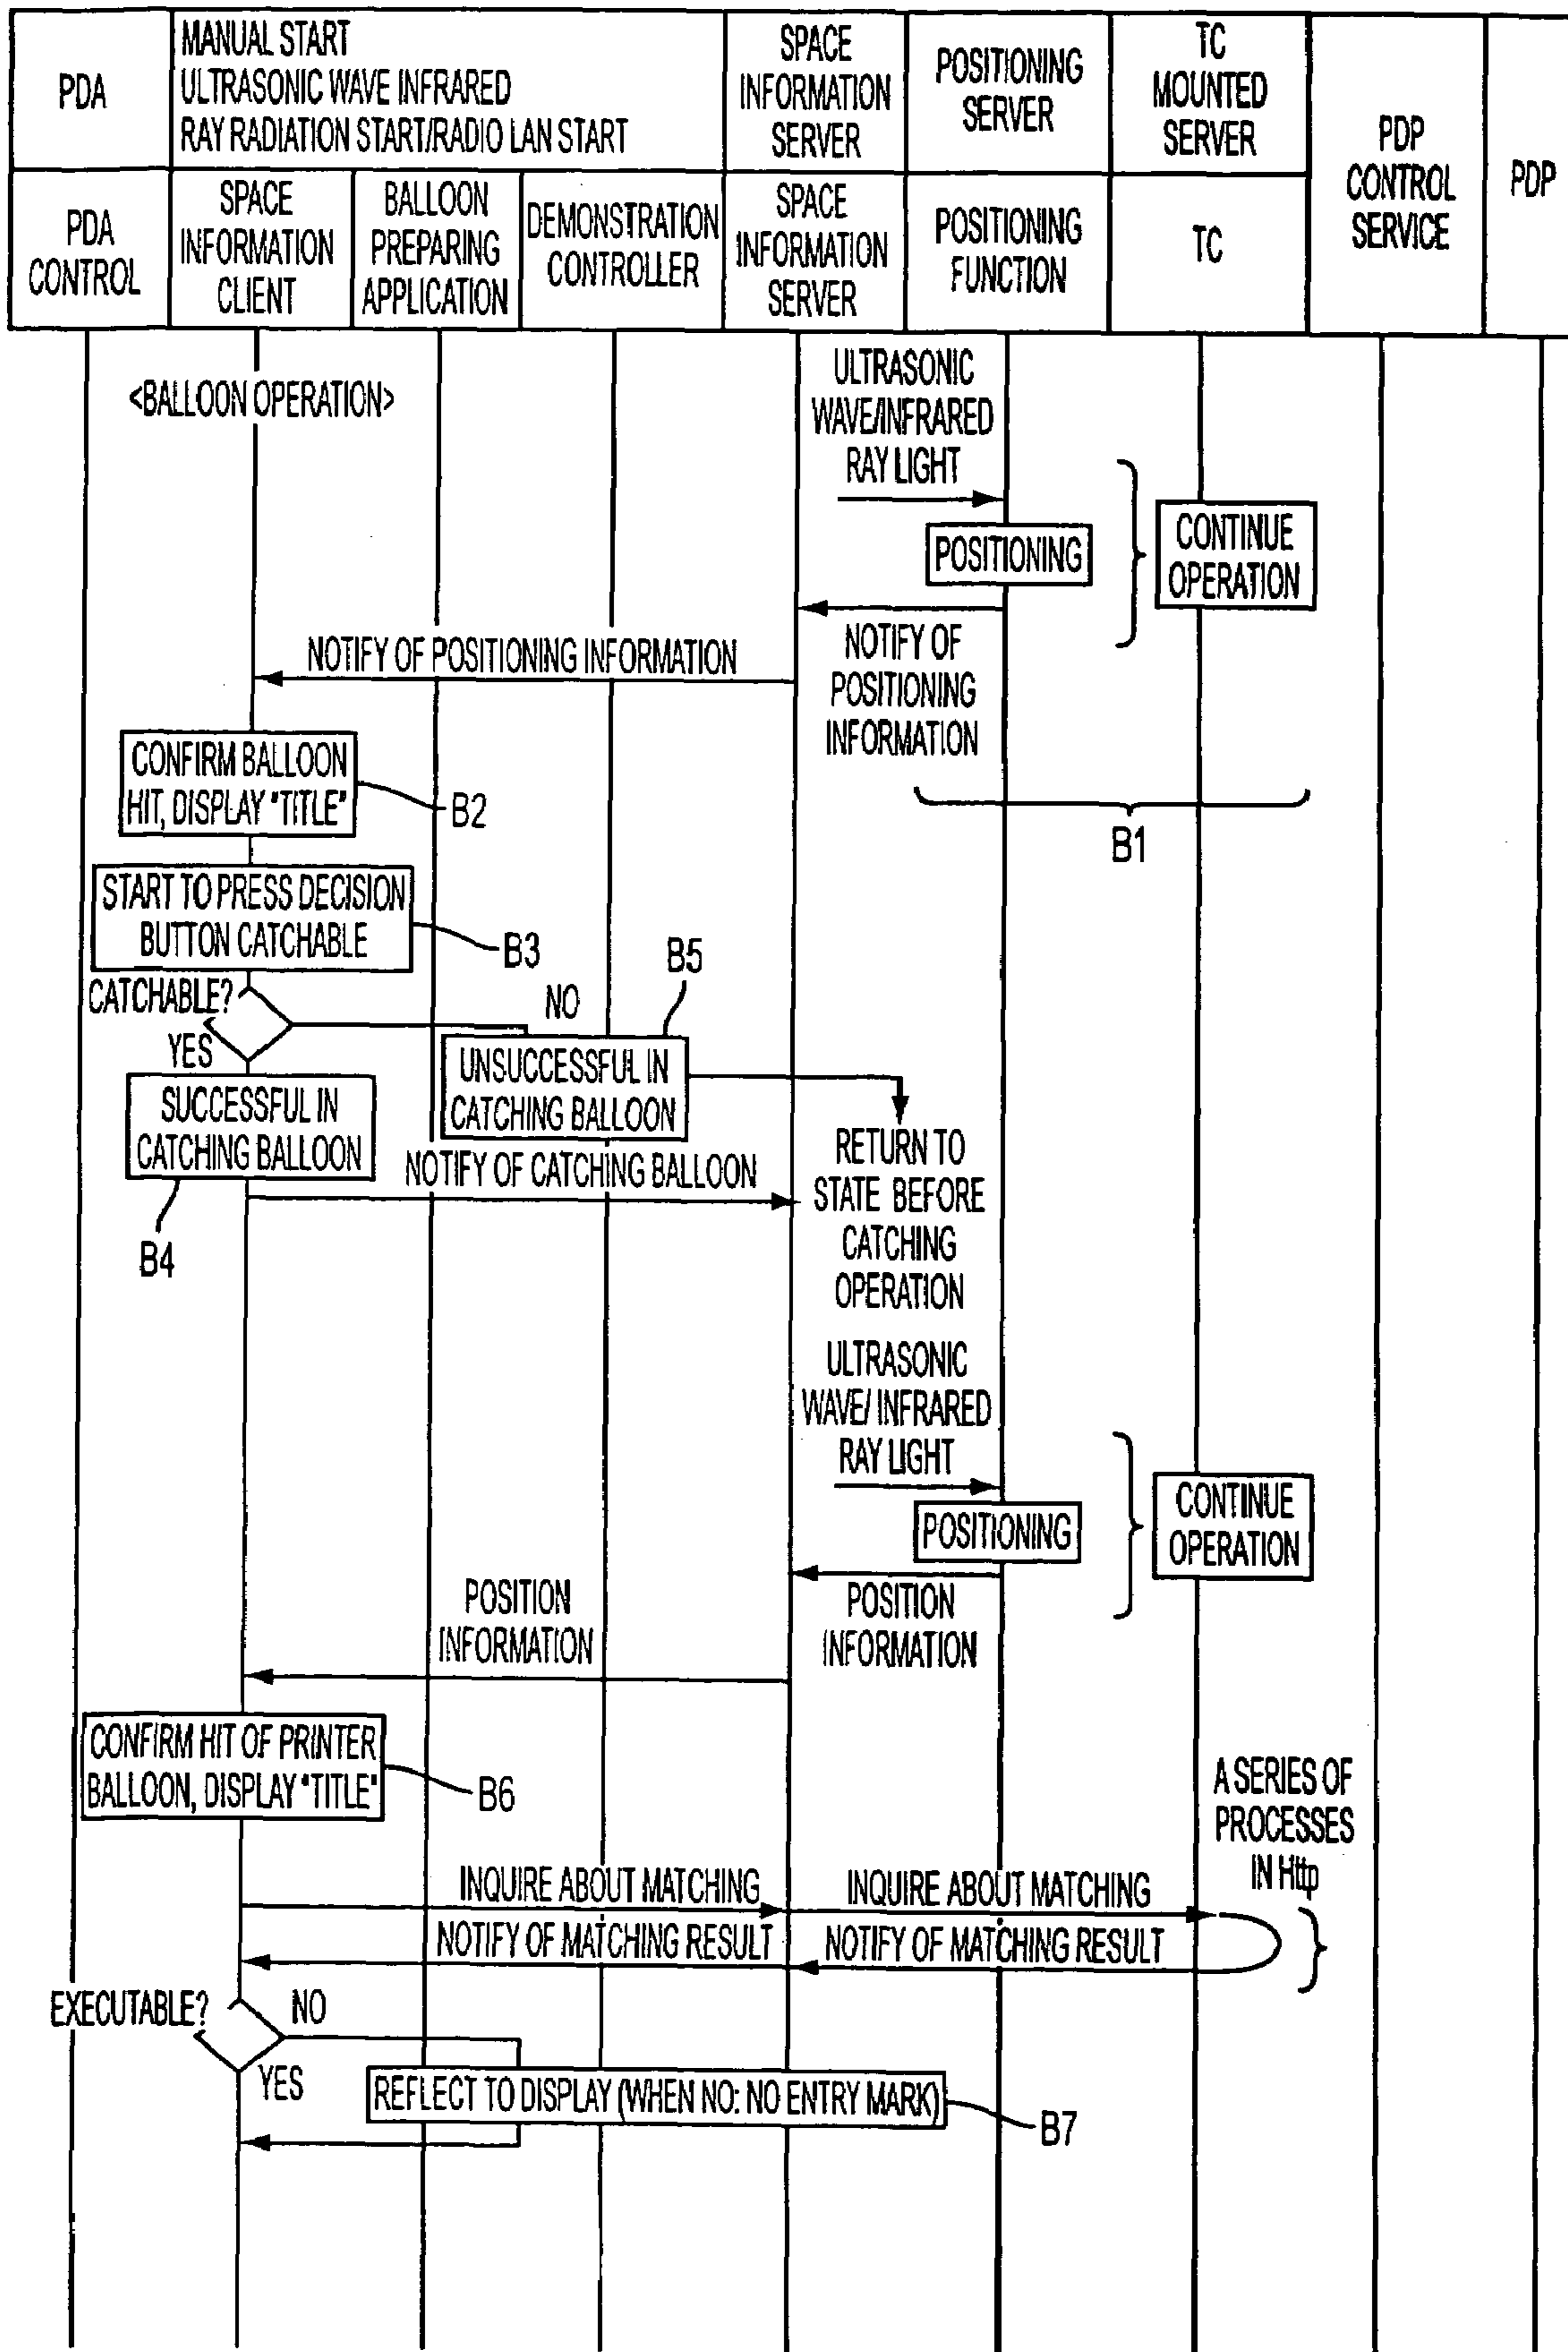 PDA
MANUAL START
ULTRASONIC WAVE INFRARED
RAY RADIATION START/RADIO LAN START
SPACE
INFORMATION
SERVER
POSITIONING
SERVER
TC
MOUNTED
SERVER
PDP
CONTROL
SERVICE
PDP
PDA
CONTROL
SPACE
INFORMATION
CLIENT
BALLOON
PREPARING
APPLICATION
DEMONSTRATION
CONTROLLER
SPACE
INFORMATION
SERVER
POSITIONING
FUNCTION
TC
<BALLOON OPERATION>
ULTRASONIC
WAVE/INFRARED
RAY LIGHT
POSITIONING
CONTINUE
OPERATION
NOTIFY OF POSITIONING INFORMATION
NOTIFY OF
POSITIONING
INFORMATION
CONFIRM BALLOON
HIT, DISPLAY "TITLE"
B2
B1
START TO PRESS DECISION
BUTTON CATCHABLE
B3
B5
CATCHABLE?
NO
YES
UNSUCCESSFUL IN
CATCHING BALLOON
SUCCESSFUL IN
CATCHING BALLOON
NOTIFY OF CATCHING BALLOON
B4
RETURN TO
STATE BEFORE
CATCHING
OPERATION
ULTRASONIC
WAVE/ INFRARED
RAY LIGHT
POSITIONING
CONTINUE
OPERATION
POSITION
INFORMATION
POSITION
INFORMATION
CONFIRM HIT OF PRINTER
BALLOON, DISPLAY "TITLE"
B6
A SERIES OF
PROCESSES
IN Http
INQUIRE ABOUT MATCHING
INQUIRE ABOUT MATCHING
NOTIFY OF MATCHING RESULT
NOTIFY OF MATCHING RESULT
EXECUTABLE?
NO
YES
REFLECT TO DISPLAY (WHEN NO: NO ENTRY MARK)
B7